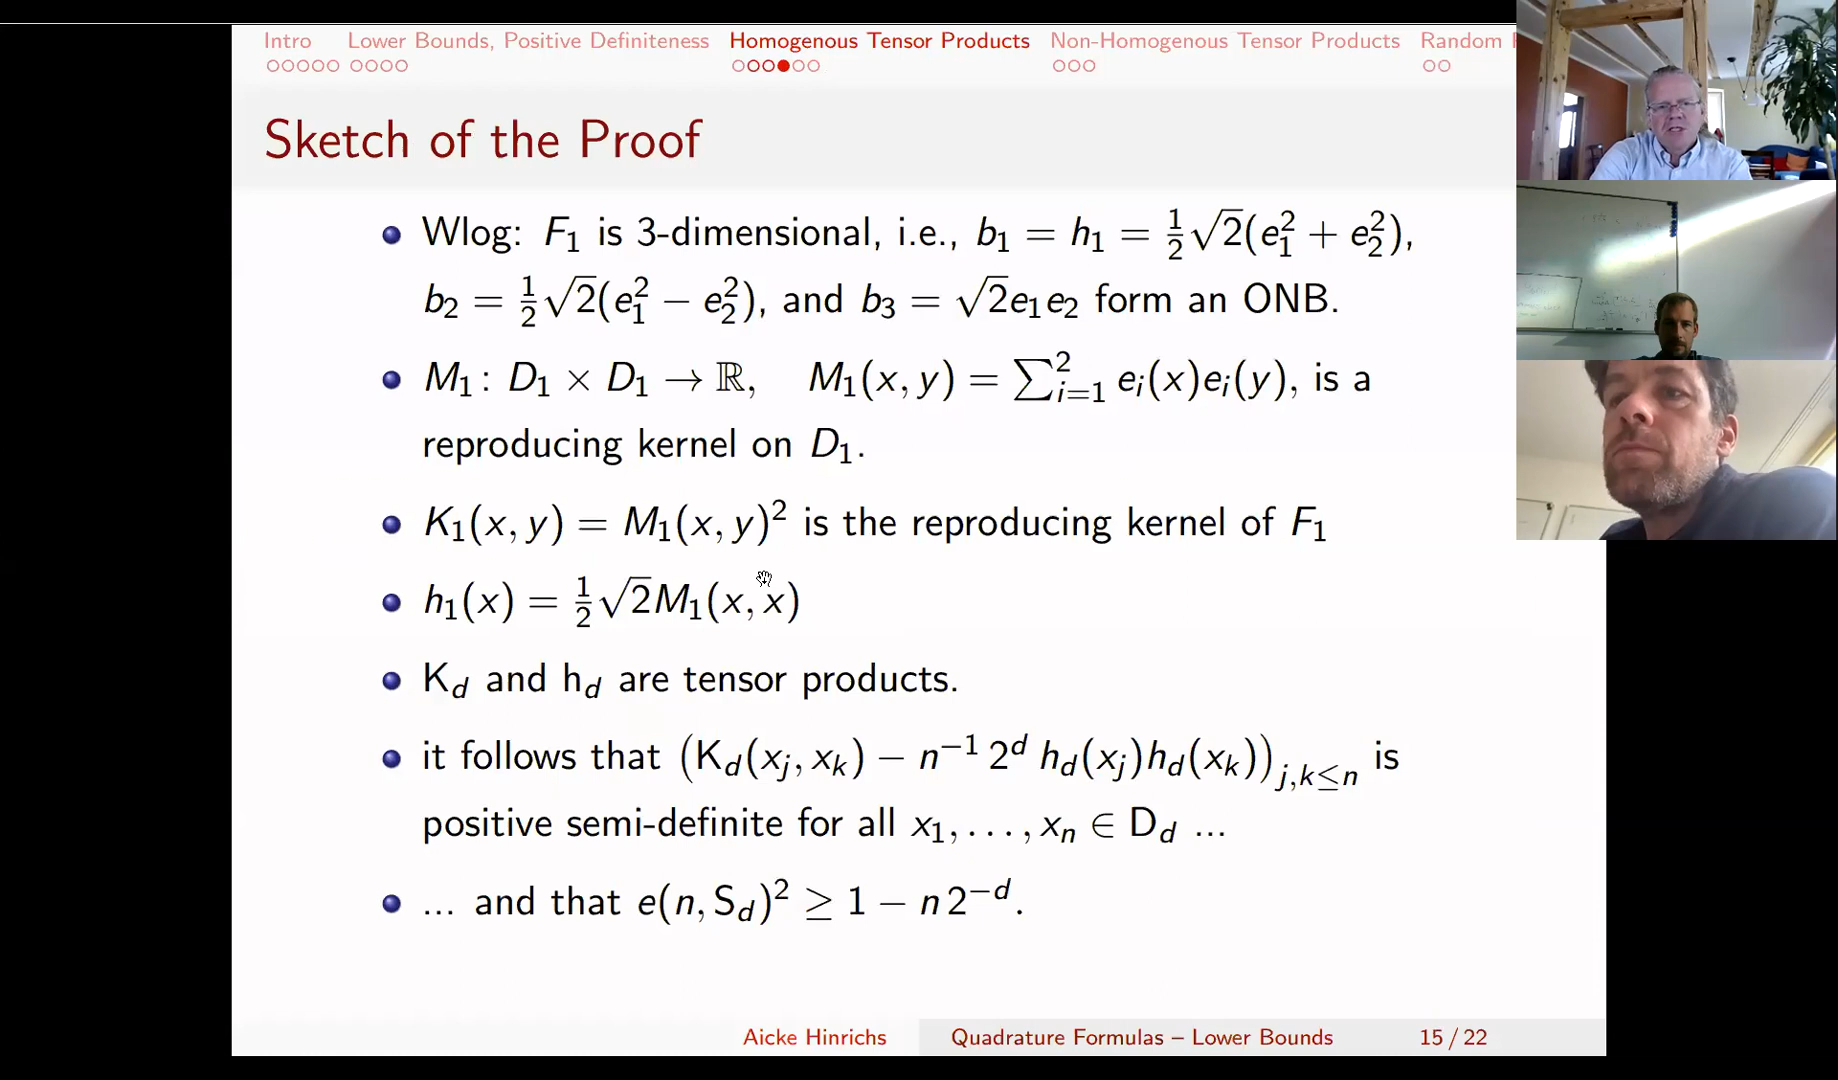 Intro Lower Bounds, Positive Definiteness Homogenous Tensor Products Non-Homogenous Tensor Products Random
Sketch of the Proof
Wlog: F₁ is 3-dimensional, i.e., b₁ = h₁ = ½√2(e₁² + e₂²),
b₂ = ½√2(e₁² − e₂²), and b₃ = √2e₁e₂ form an ONB.
M₁: D₁ × D₁ → ℝ, M₁(x, y) = ∑²ᵢ₌₁ eᵢ(x)eᵢ(y), is a
reproducing kernel on D₁.
K₁(x, y) = M₁(x, y)² is the reproducing kernel of F₁
h₁(x) = ½√2M₁(x, x)
K_d and h_d are tensor products.
it follows that (K_d(x_j, x_k) − n⁻¹ 2^d h_d(x_j)h_d(x_k))_{j,k≤n} is
positive semi-definite for all x₁, . . . , x_n ∈ D_d ...
... and that e(n, S_d)² ≥ 1 − n 2^{−d}.
Aicke Hinrichs Quadrature Formulas – Lower Bounds 15 / 22